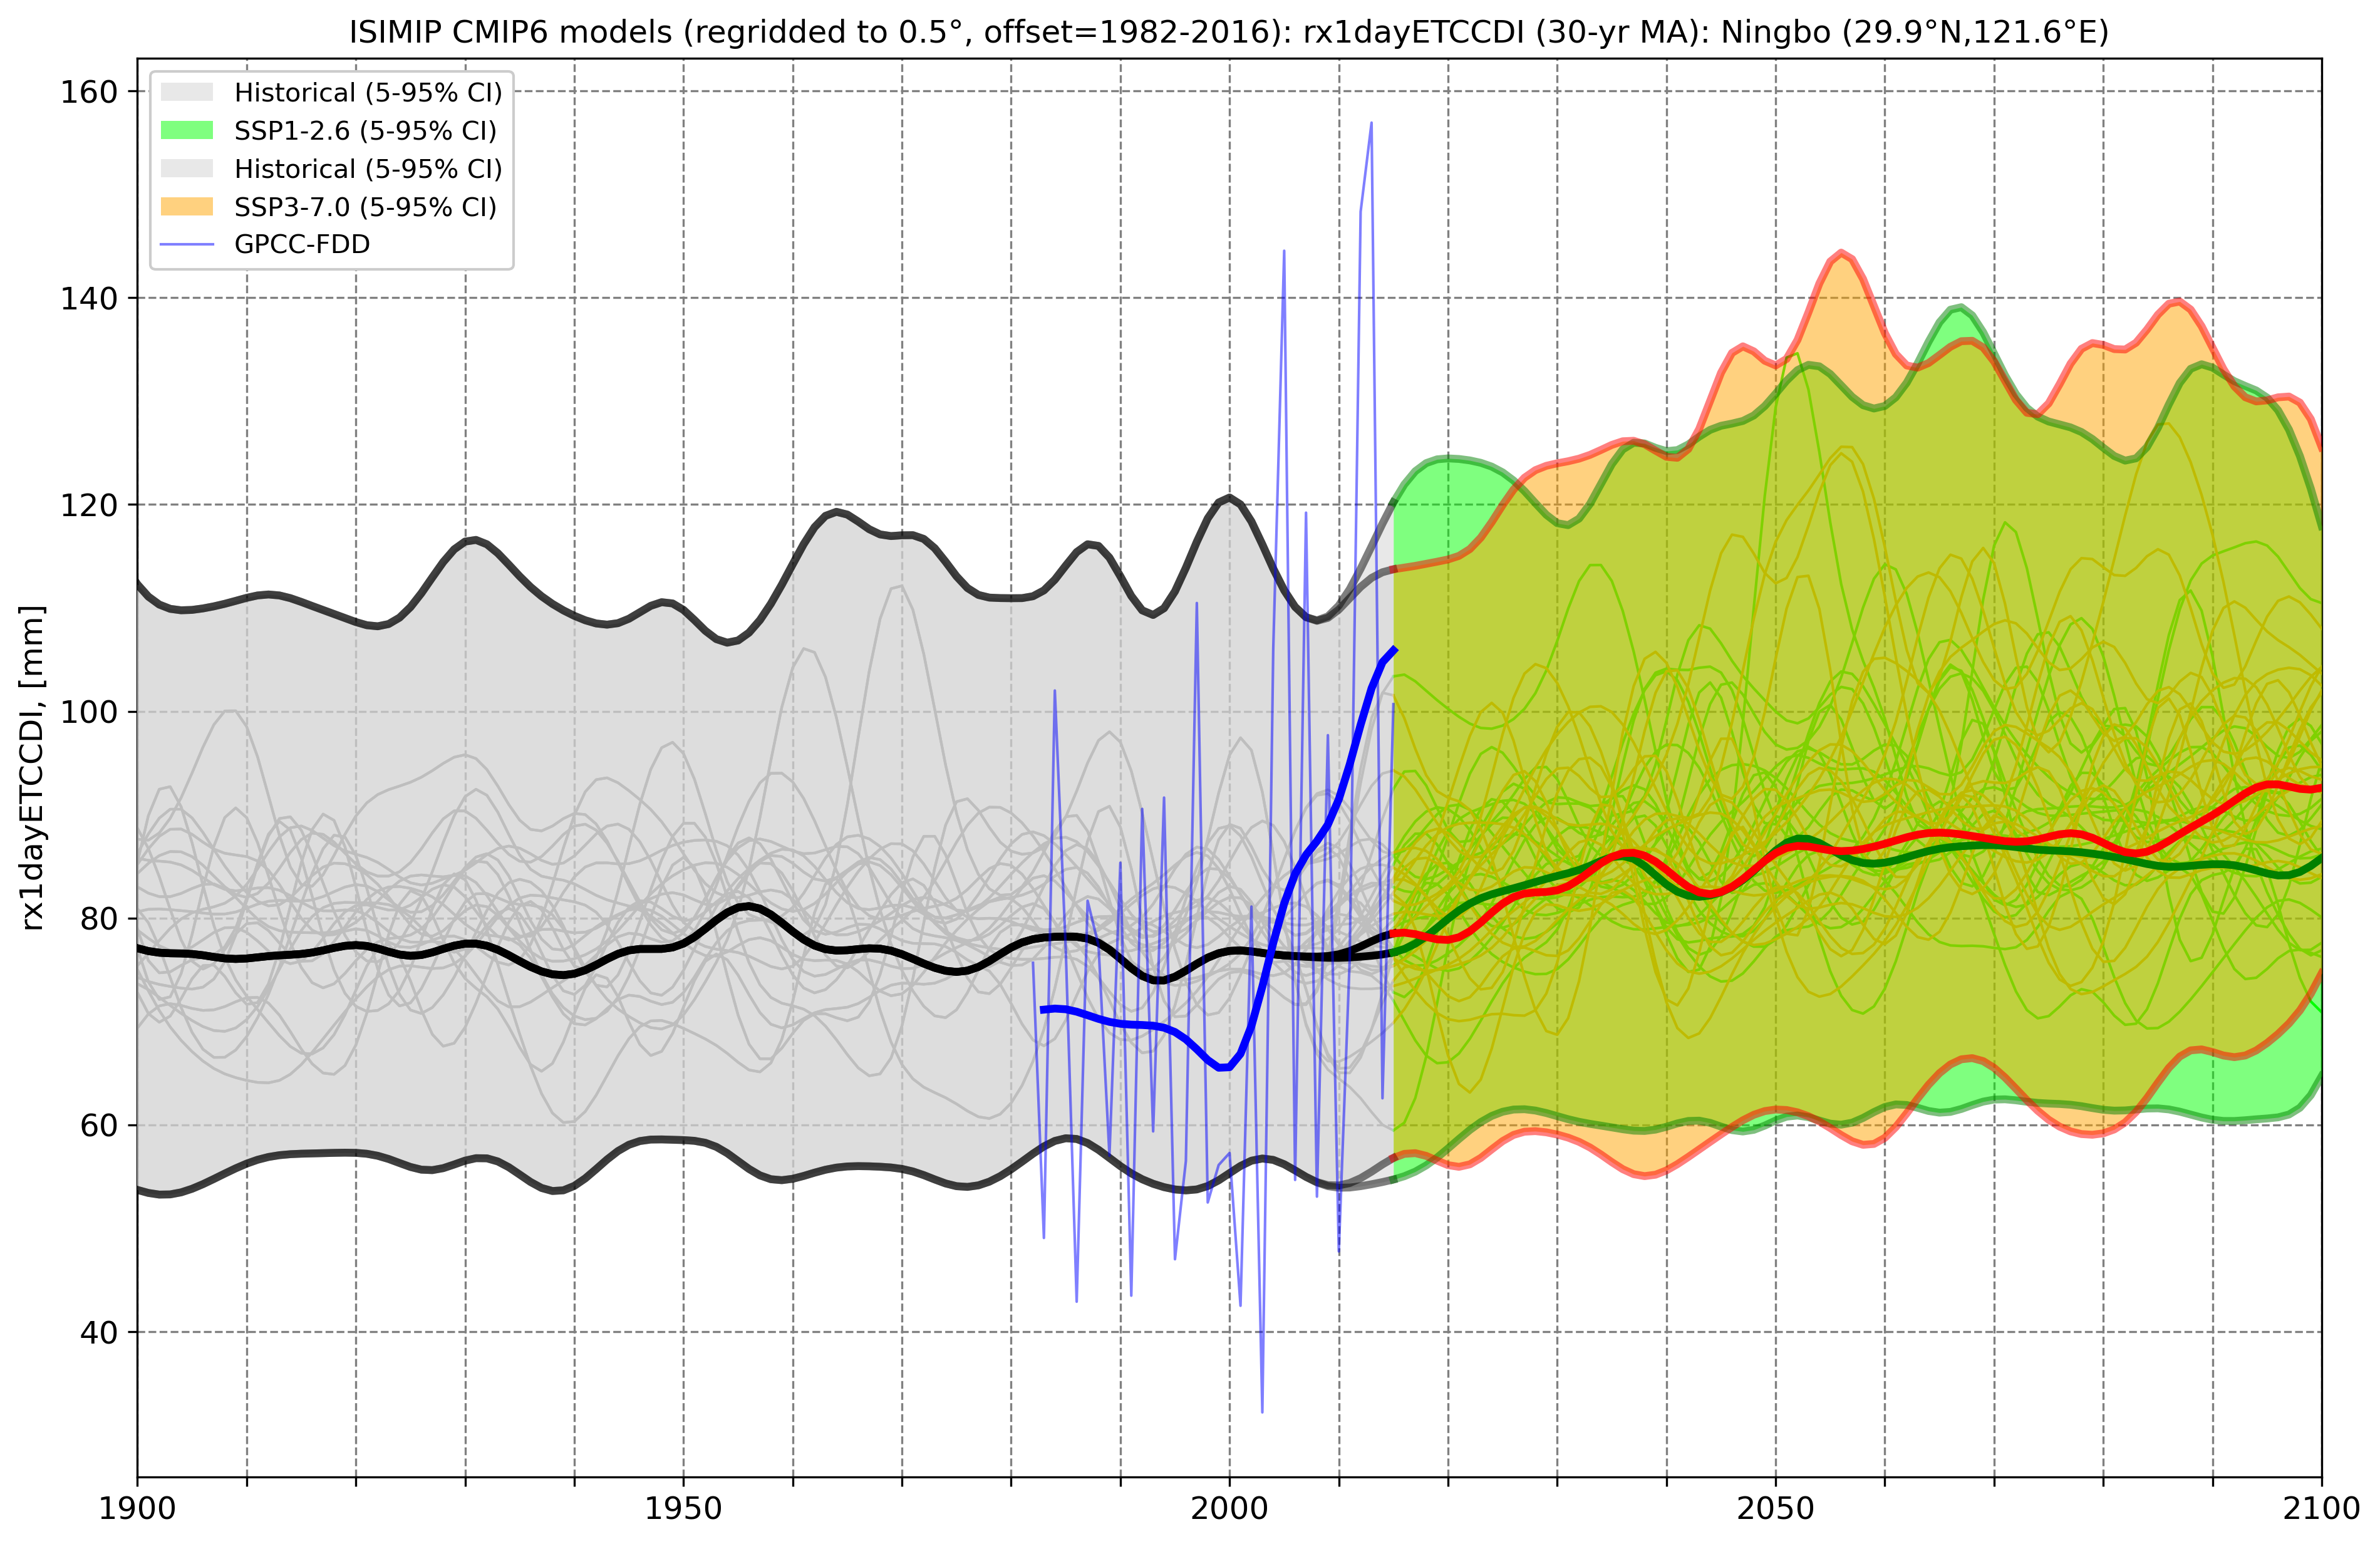 ISIMIP CMIP6 models (regridded to 0.5°, offset=1982-2016): rx1dayETCCDI (30-yr MA): Ningbo (29.9°N,121.6°E)
Historical (5-95% CI)
SSP1-2.6 (5-95% CI)
Historical (5-95% CI)
SSP3-7.0 (5-95% CI)
GPCC-FDD
160
140
120
100
80
60
40
rx1dayETCCDI, [mm]
1900 1950 2000 2050 2100